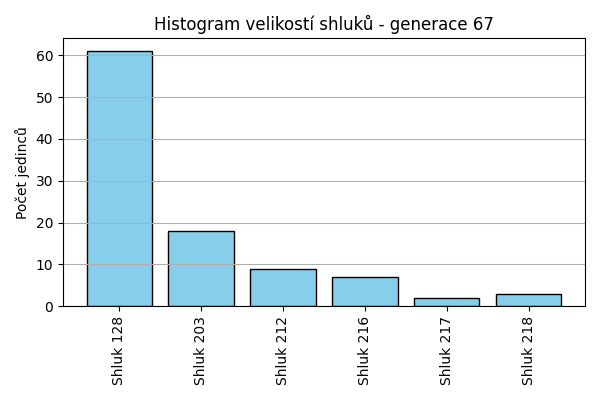 Histogram velikostí shluků - generace 67
Počet jedinců
60
50
40
30
20
10
0
Shluk 128
Shluk 203
Shluk 212
Shluk 216
Shluk 217
Shluk 218